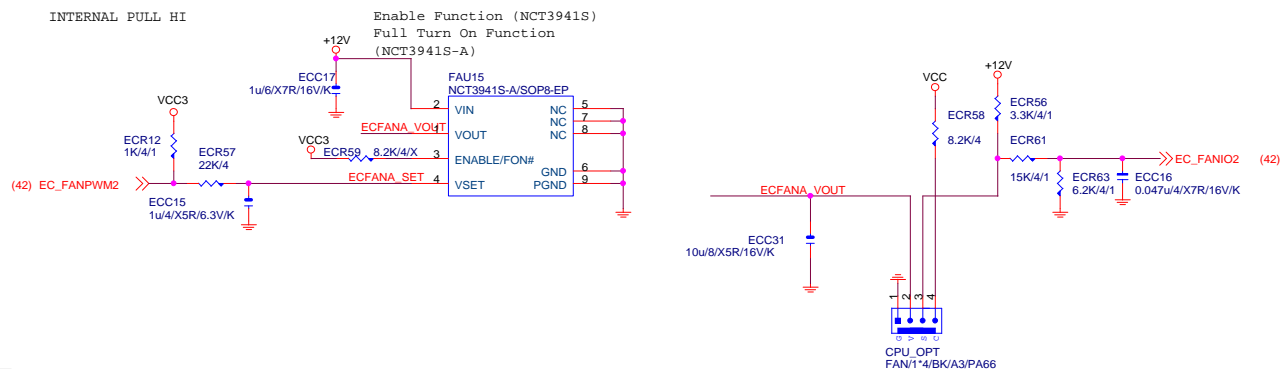 INTERNAL PULL HI
Enable Function (NCT3941S)
Full Turn On Function
(NCT3941S-A)
+12V
ECC17
1u/6/X7R/16V/K
FAU15
NCT3941S-A/SOP8-EP
VCC3
ECR12
1K/4/1
ECR57
22K/4
(42) EC_FANPWM2
ECC15
1u/4/X5R/6.3V/K
ECFANA_VOUT
VCC3
ECR59
8.2K/4/X
ECFANA_SET
2 VIN
1 VOUT
3 ENABLE/FON#
4 VSET
NC 5
NC 7
NC 8
GND 6
PGND 9
VCC
ECR58
8.2K/4
+12V
ECR56
3.3K/4/1
ECR61
15K/4/1
EC_FANIO2 (42)
ECR63
6.2K/4/1
ECC16
0.047u/4/X7R/16V/K
ECFANA_VOUT
ECC31
10u/8/X5R/16V/K
1 2 3 4
G V S C
CPU_OPT
FAN/1*4/BK/A3/PA66